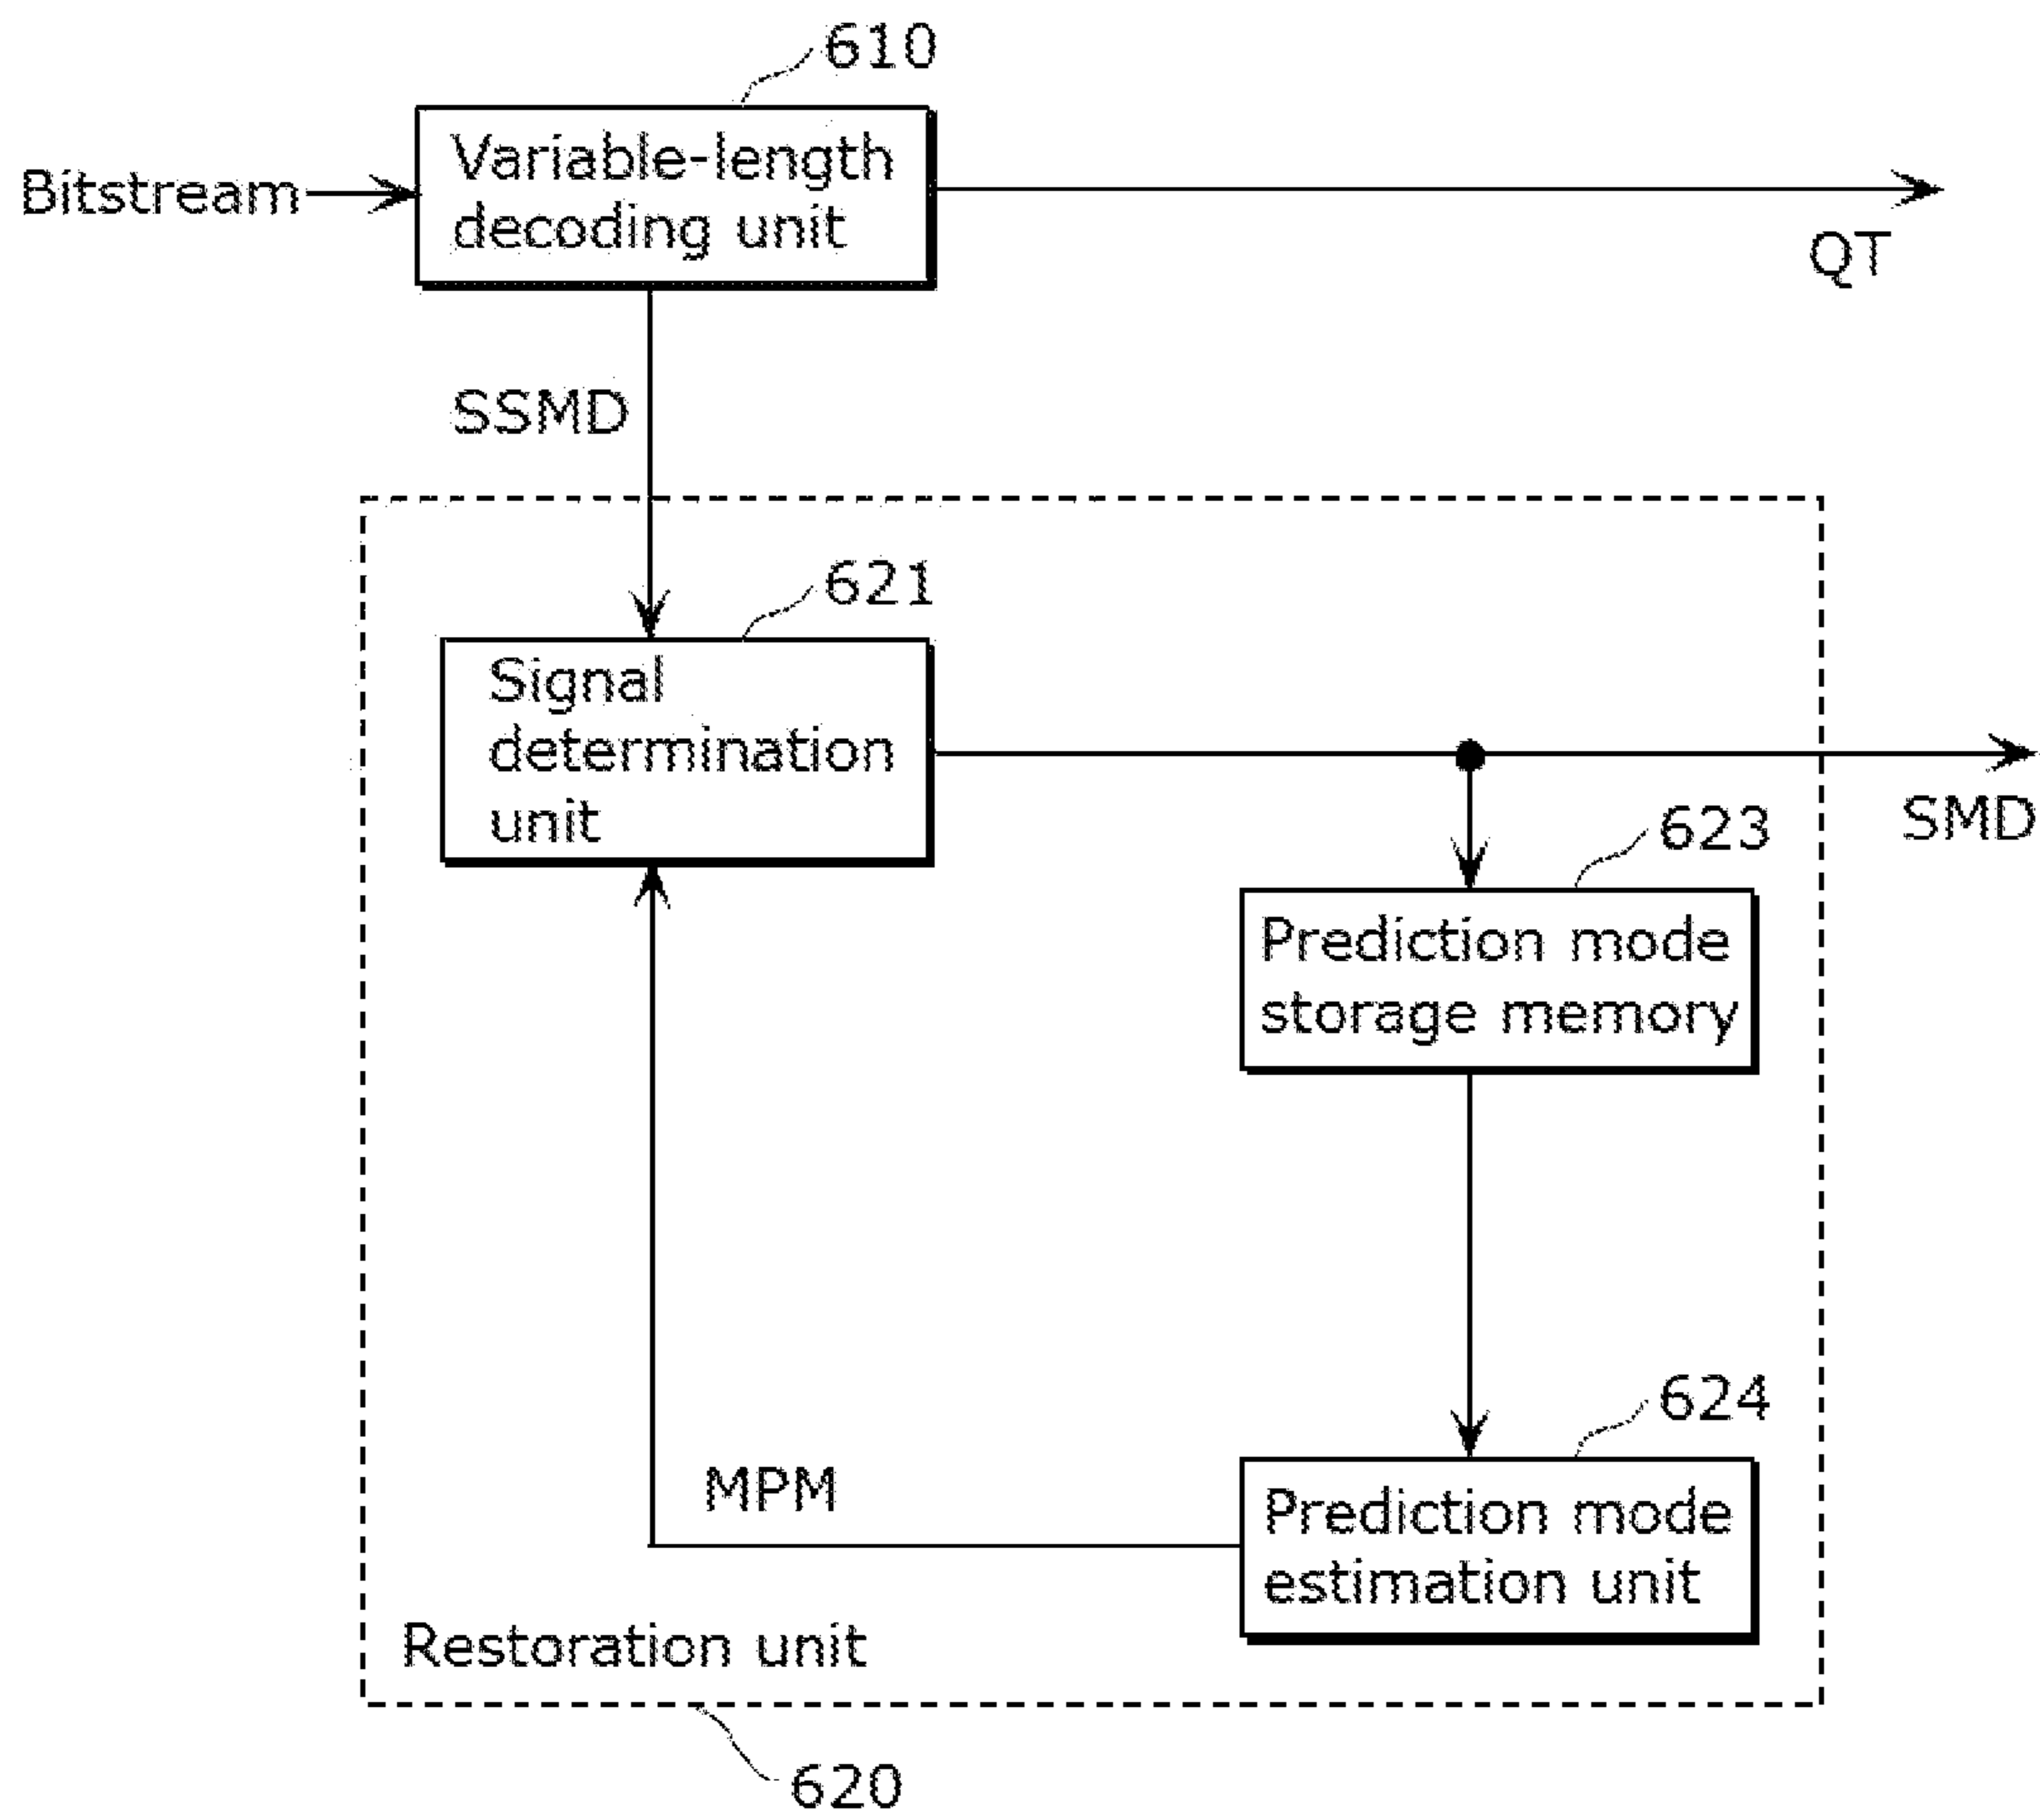 610
Bitstream
Variable-length
decoding unit
QT
SSMD
621
Signal
determination
unit
SMD
623
Prediction mode
storage memory
624
MPM
Prediction mode
estimation unit
Restoration unit
620